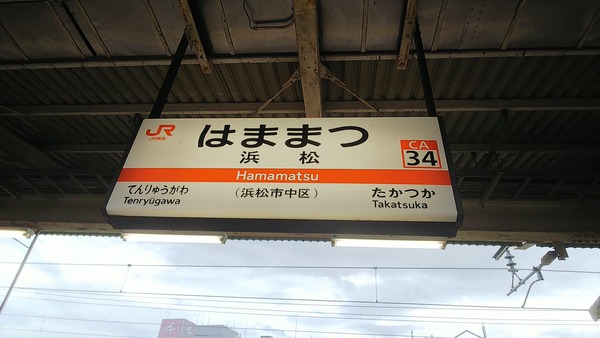 JR
JR東海
はままつ
浜松
CA
34
Hamamatsu
てんりゅうがわ
Tenryūgawa
(浜松市中区)
たかつか
Takatsuka